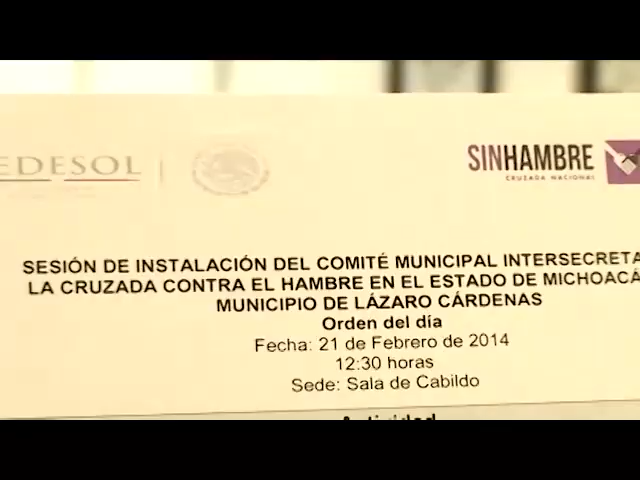 EDESOL
SINHAMBRE
CRUZADA NACIONAL
SESIÓN DE INSTALACIÓN DEL COMITÉ MUNICIPAL INTERSECRETA
LA CRUZADA CONTRA EL HAMBRE EN EL ESTADO DE MICHOACÁ
MUNICIPIO DE LÁZARO CÁRDENAS
Orden del día
Fecha: 21 de Febrero de 2014
12:30 horas
Sede: Sala de Cabildo
Actividad